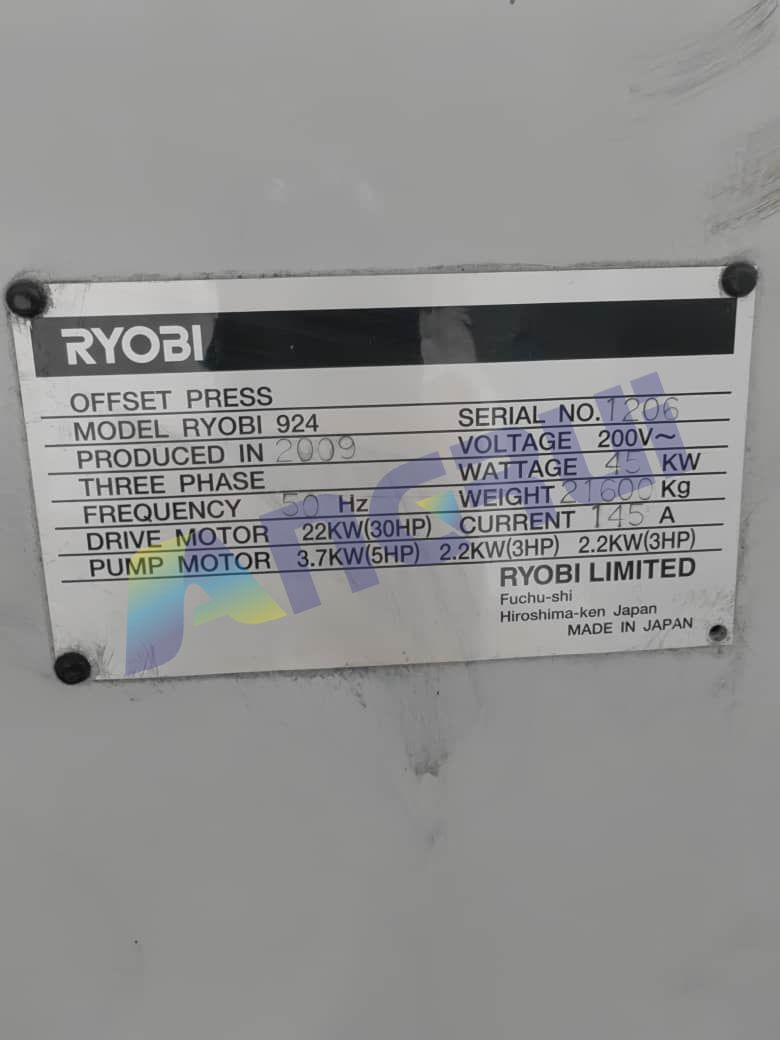 RYOBI
OFFSET PRESS
MODEL RYOBI 924
SERIAL NO. 1206
PRODUCED IN 2009
VOLTAGE 200V~
THREE PHASE
WATTAGE 45 KW
FREQUENCY 50 Hz
WEIGHT 21600 Kg
DRIVE MOTOR 22KW(30HP)
CURRENT 145 A
PUMP MOTOR 3.7KW(5HP) 2.2KW(3HP) 2.2KW(3HP)
RYOBI LIMITED
Fuchu-shi
Hiroshima-ken Japan
MADE IN JAPAN